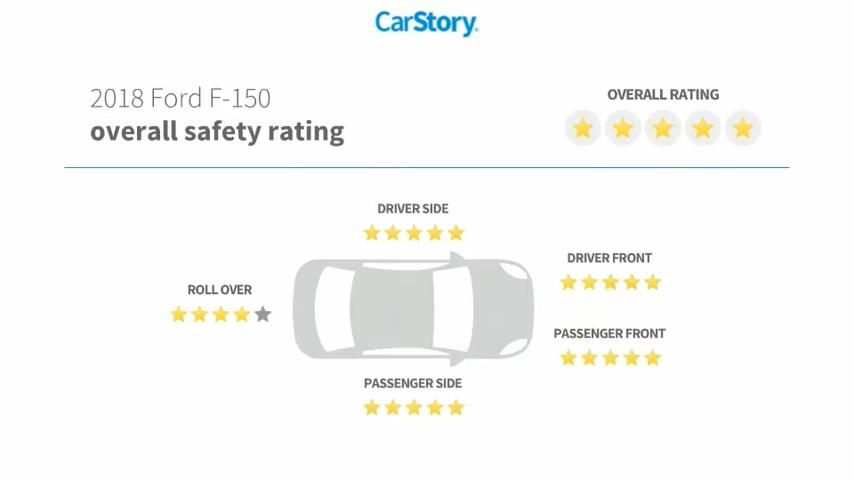 CarStory
2018 Ford F-150
overall safety rating
OVERALL RATING
DRIVER SIDE
DRIVER FRONT
ROLL OVER
PASSENGER FRONT
PASSENGER SIDE